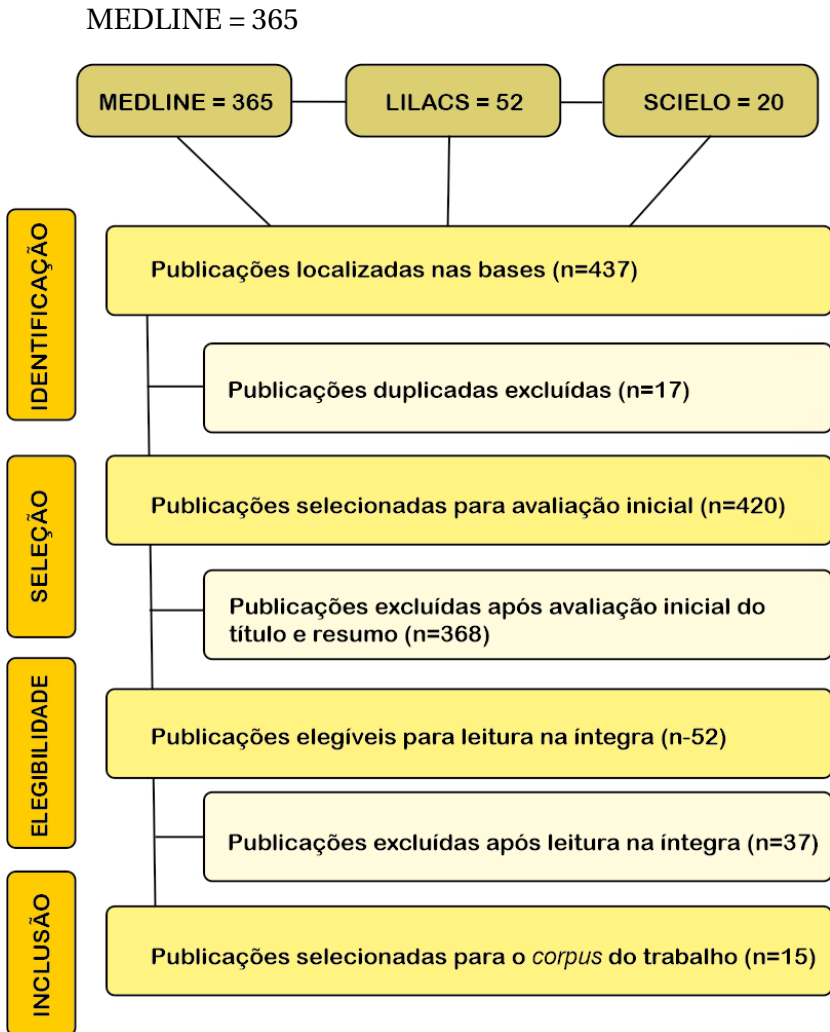 MEDLINE = 365
MEDLINE = 365
LILACS = 52
SCIELO = 20
IDENTIFICAÇÃO
Publicações localizadas nas bases (n=437)
Publicações duplicadas excluídas (n=17)
SELEÇÃO
Publicações selecionadas para avaliação inicial (n=420)
Publicações excluídas após avaliação inicial do
título e resumo (n=368)
ELEGIBILIDADE
Publicações elegíveis para leitura na íntegra (n-52)
Publicações excluídas após leitura na íntegra (n=37)
INCLUSÃO
Publicações selecionadas para o corpus do trabalho (n=15)